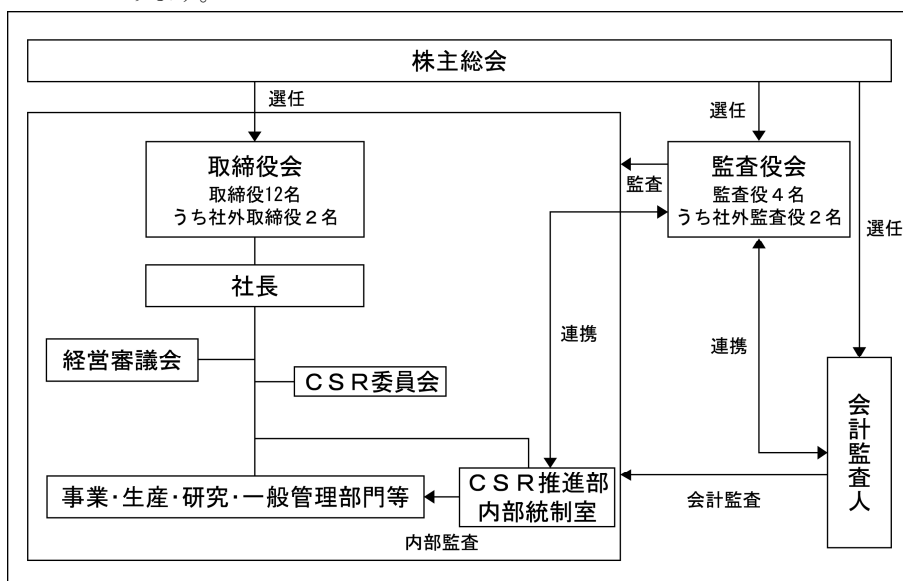 ります。
株主総会
選任
選任
取締役会
取締役12名
うち社外取締役2名
監査役会
監査役4名
うち社外監査役2名
監査
選任
社長
経営審議会
連携
連携
CSR委員会
会計監査人
事業・生産・研究・一般管理部門等
CSR推進部
内部統制室
内部監査
会計監査